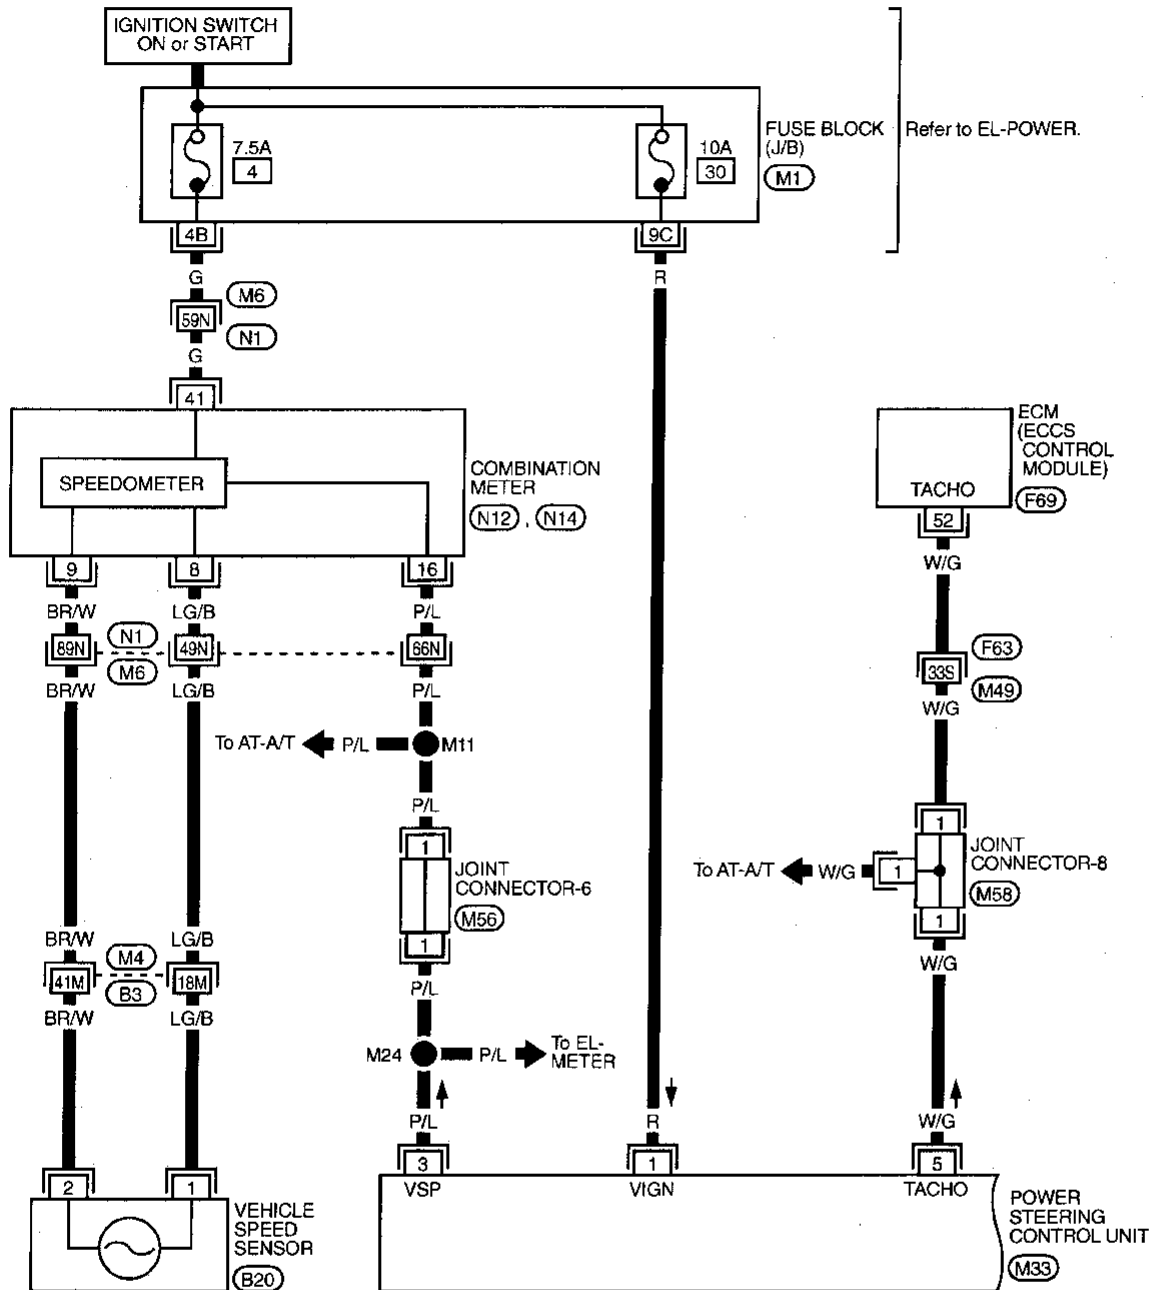 IGNITION SWITCH
ON or START
7.5A
4
10A
30
FUSE BLOCK
(J/B)
M1
Refer to EL-POWER.
4B
9C
G
R
M6
59N
N1
G
41
SPEEDOMETER
COMBINATION
METER
N12 , N14
ECM
(ECCS
CONTROL
MODULE)
F69
TACHO
52
W/G
9
8
16
BR/W
LG/B
P/L
89N
N1
49N
66N
M6
BR/W
LG/B
P/L
F63
33S
M49
W/G
To AT-A/T
P/L
M11
P/L
1
JOINT
CONNECTOR-6
M56
1
P/L
1
JOINT
CONNECTOR-8
M58
To AT-A/T
W/G
1
1
W/G
BR/W
LG/B
41M
M4
18M
B3
BR/W
LG/B
M24
P/L
To EL-
METER
P/L
R
W/G
2
1
3
1
5
VSP
VIGN
TACHO
VEHICLE
SPEED
SENSOR
B20
POWER
STEERING
CONTROL UNIT
M33